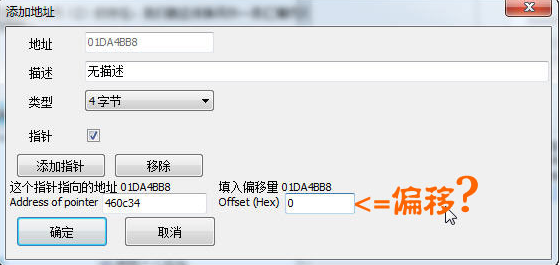 添加地址
地址 01DA4BB8
描述 无描述
类型 4 字节
指针
添加指针 移除
这个指针指向的地址 01DA4BB8 填入偏移量 01DA4BB8
Address of pointer 460c34 Offset (Hex) 0 <=偏移?
确定 取消